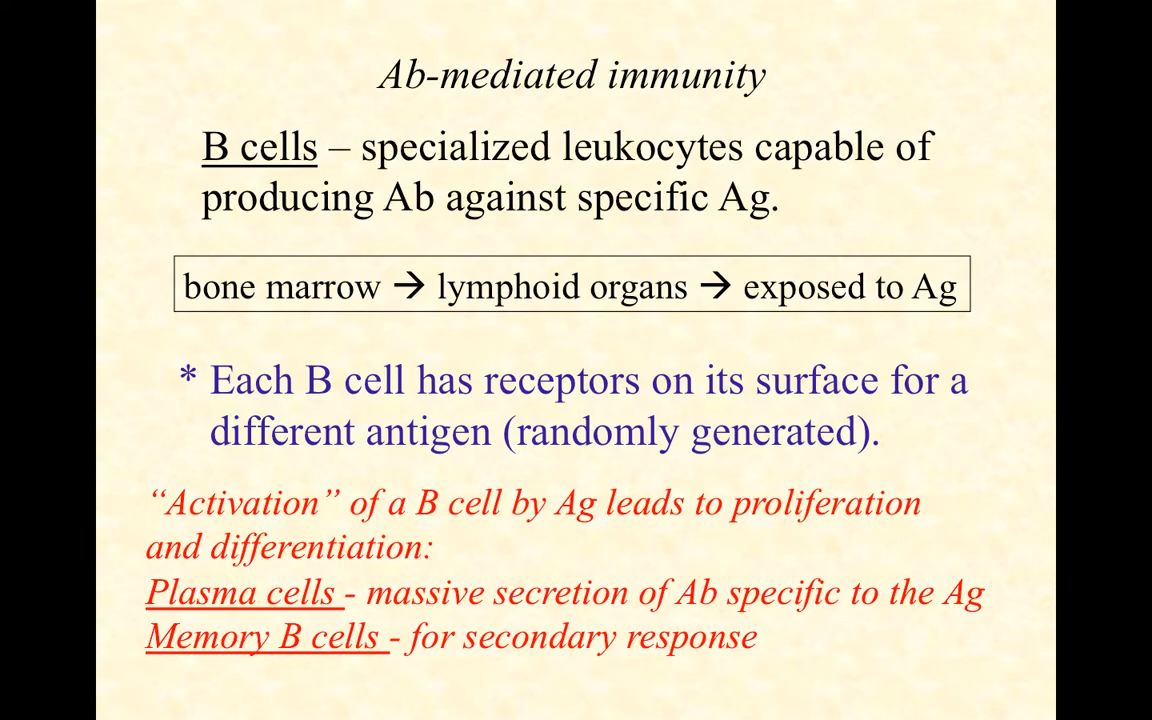 Ab-mediated immunity
B cells – specialized leukocytes capable of
producing Ab against specific Ag.
bone marrow → lymphoid organs → exposed to Ag
* Each B cell has receptors on its surface for a
different antigen (randomly generated).
“Activation” of a B cell by Ag leads to proliferation
and differentiation:
Plasma cells - massive secretion of Ab specific to the Ag
Memory B cells - for secondary response